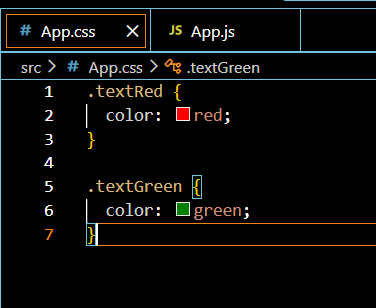 # App.css ×
JS App.js
src > # App.css > .textGreen
1 .textRed {
2 color: red;
3 }
4
5 .textGreen {
6 color: green;
7 }